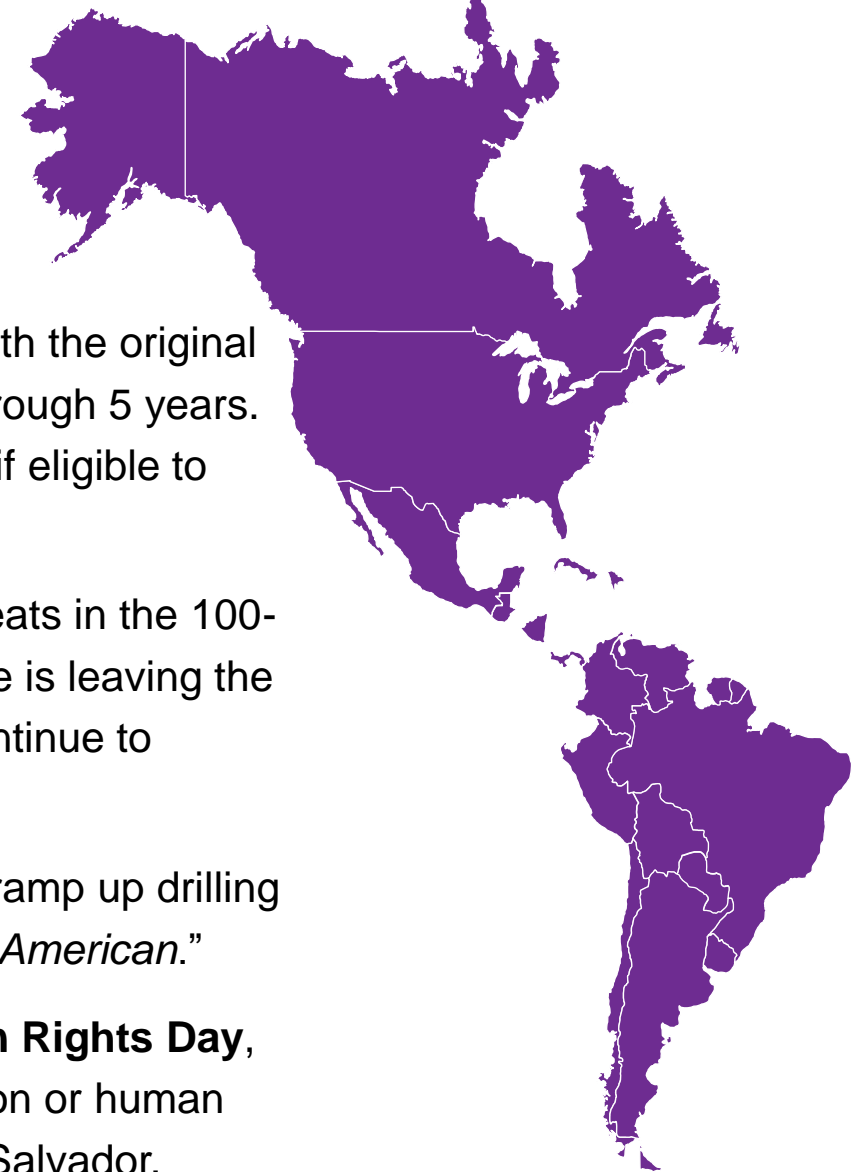 th the original
rough 5 years.
if eligible to
eats in the 100-
e is leaving the
ntinue to
ramp up drilling
American.”
n Rights Day,
on or human
Salvador,